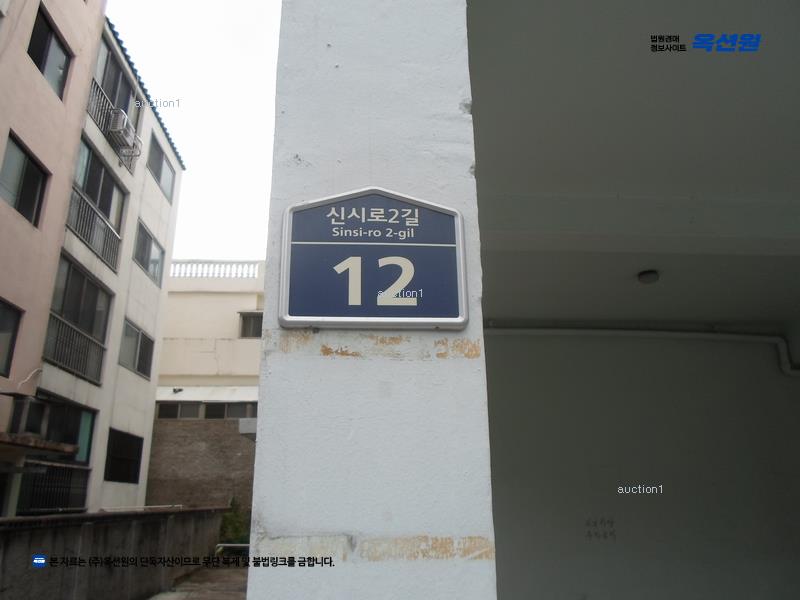 법원경매
정보사이트
옥션원
auction1
신시로2길
Sinsi-ro 2-gil
12
auction1
auction1
본 자료는 (주)옥션원의 단독자산이므로 무단 복제 및 불법링크를 금합니다.